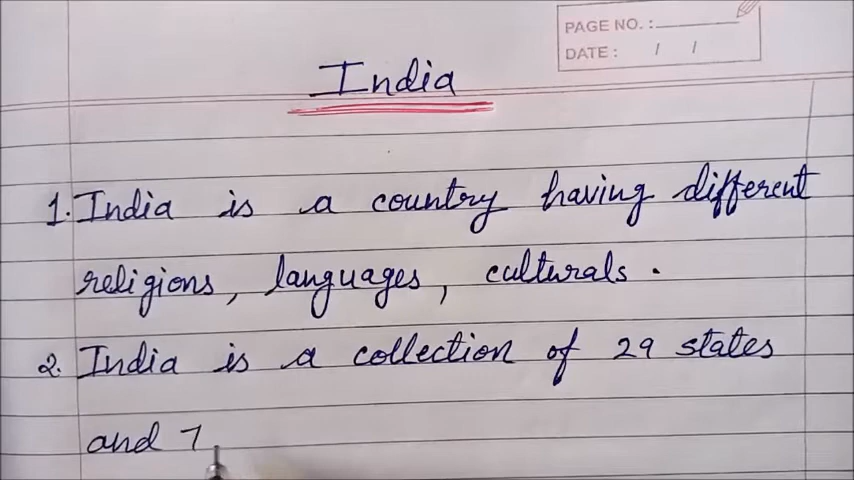 PAGE NO. :
DATE : / /
India
1. India is a country having different
religions, languages, culturals.
2. India is a collection of 29 states
and 7